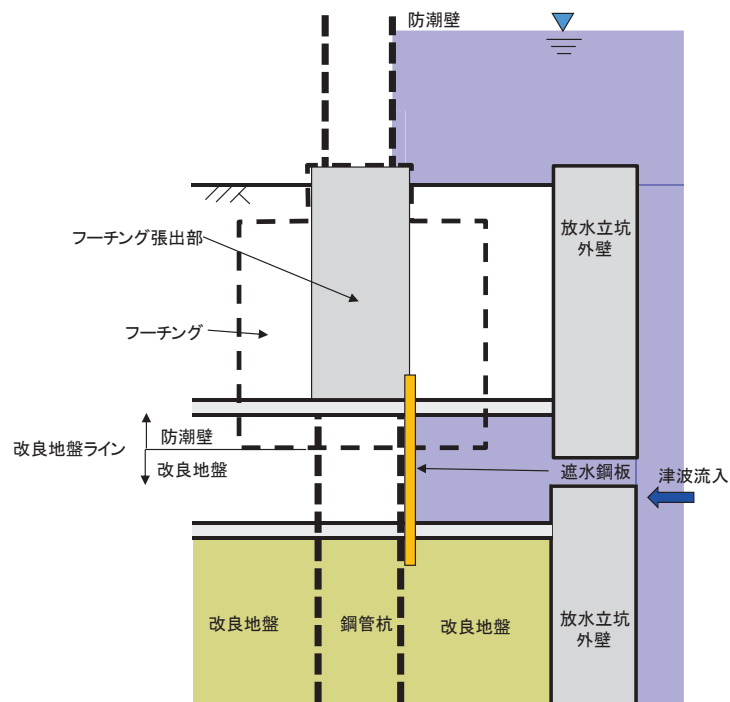 防潮壁
放水立坑
外壁
フーチング張出部
フーチング
防潮壁
改良地盤ライン
改良地盤
遮水鋼板
津波流入
改良地盤
鋼管杭
改良地盤
放水立坑
外壁